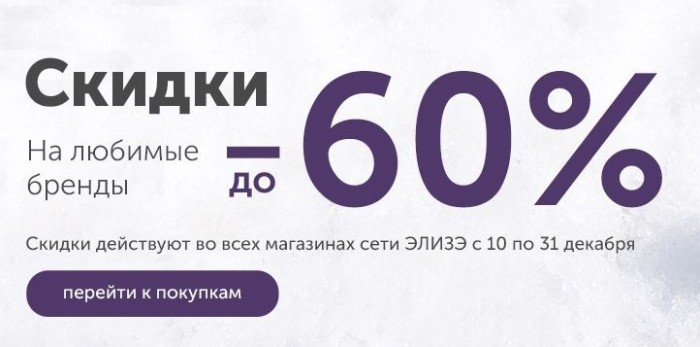 Скидки
На любимые
бренды
— до 60%
Скидки действуют во всех магазинах сети ЭЛИЗЭ с 10 по 31 декабря
перейти к покупкам